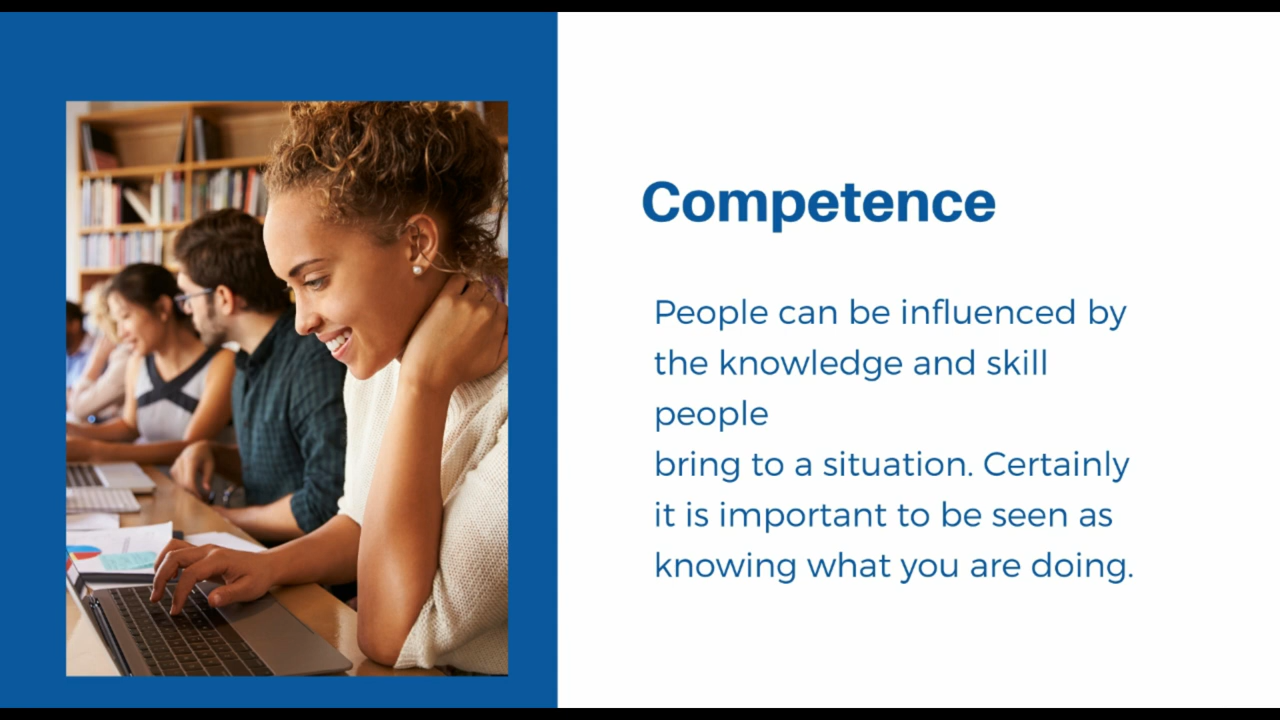 Competence
People can be influenced by
the knowledge and skill
people
bring to a situation. Certainly
it is important to be seen as
knowing what you are doing.